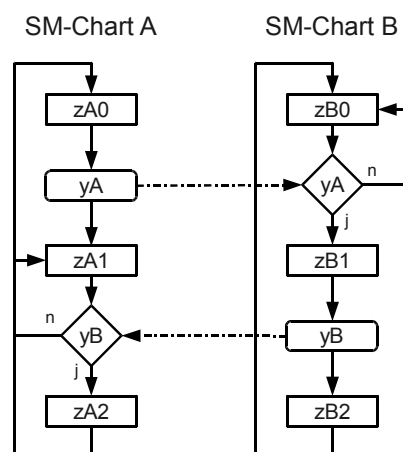 SM-Chart A
SM-Chart B
zA0
zB0
yA
yA
n
j
zA1
zB1
n
yB
yB
j
zA2
zB2